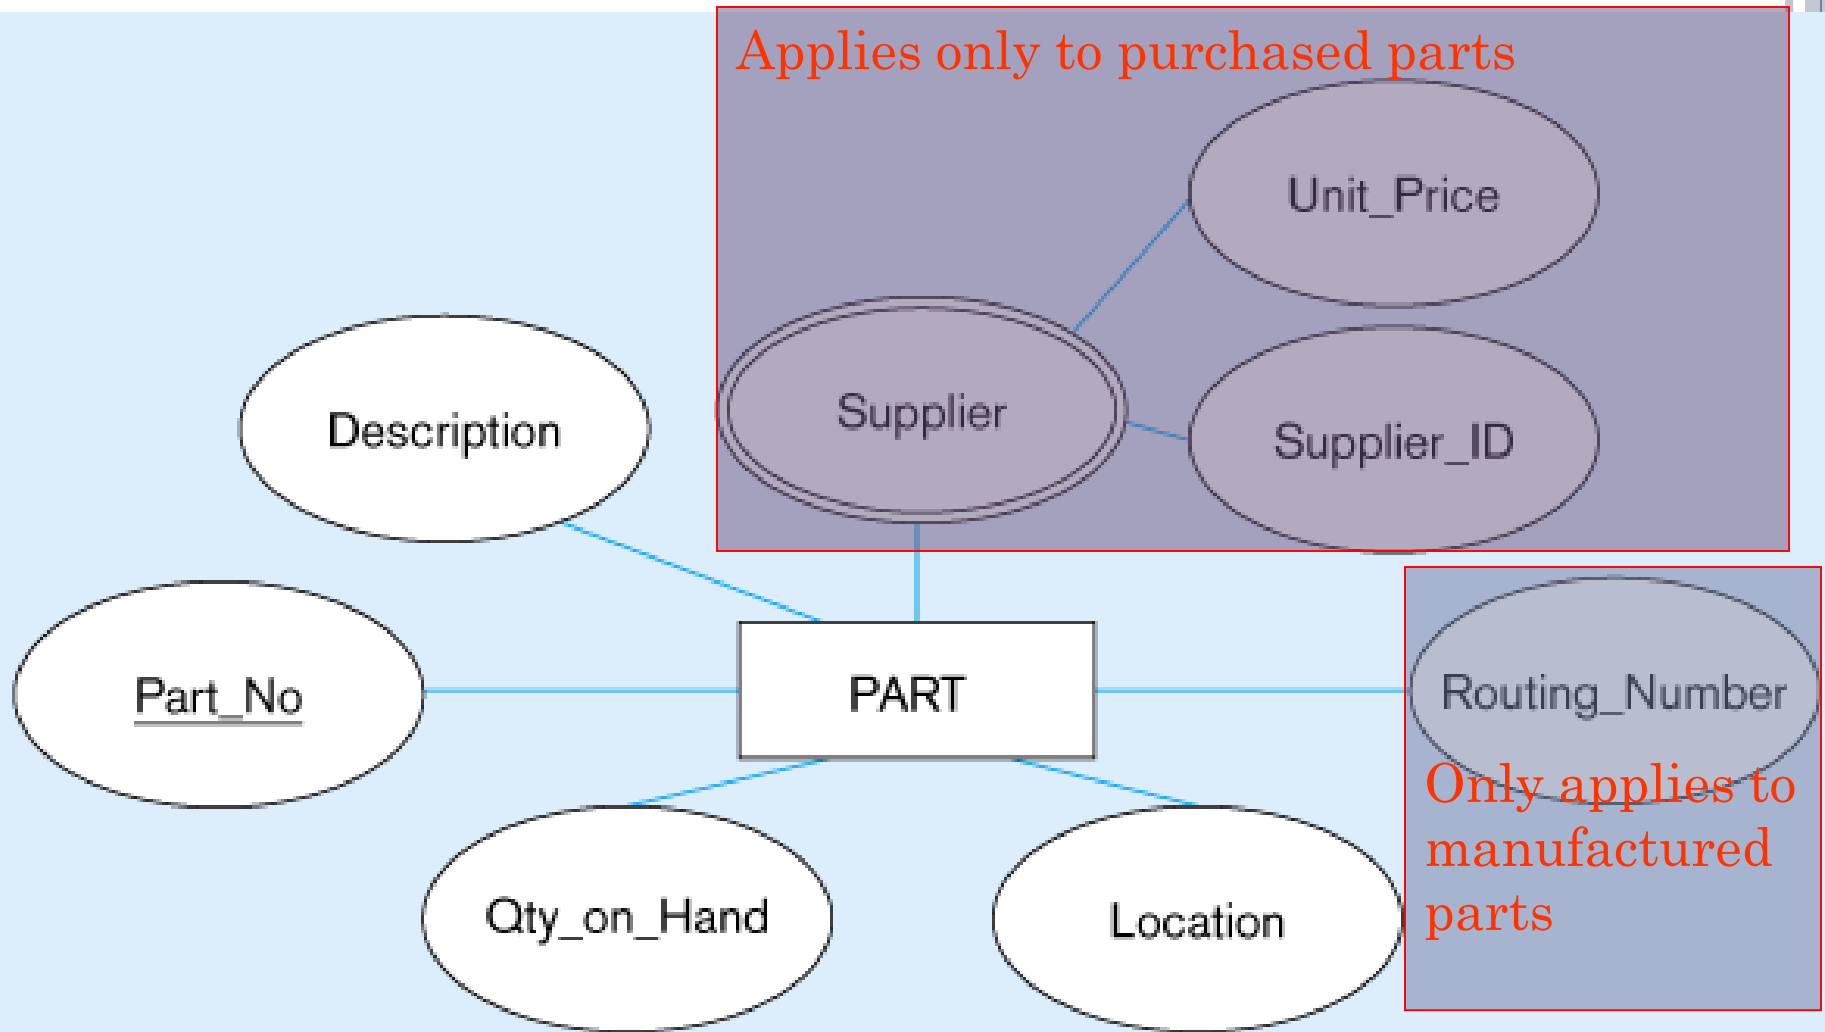 Applies only to purchased parts
Unit_Price
Supplier
Supplier_ID
Description
Part_No
PART
Routing_Number
Only applies to
manufactured
parts
Qty_on_Hand
Location